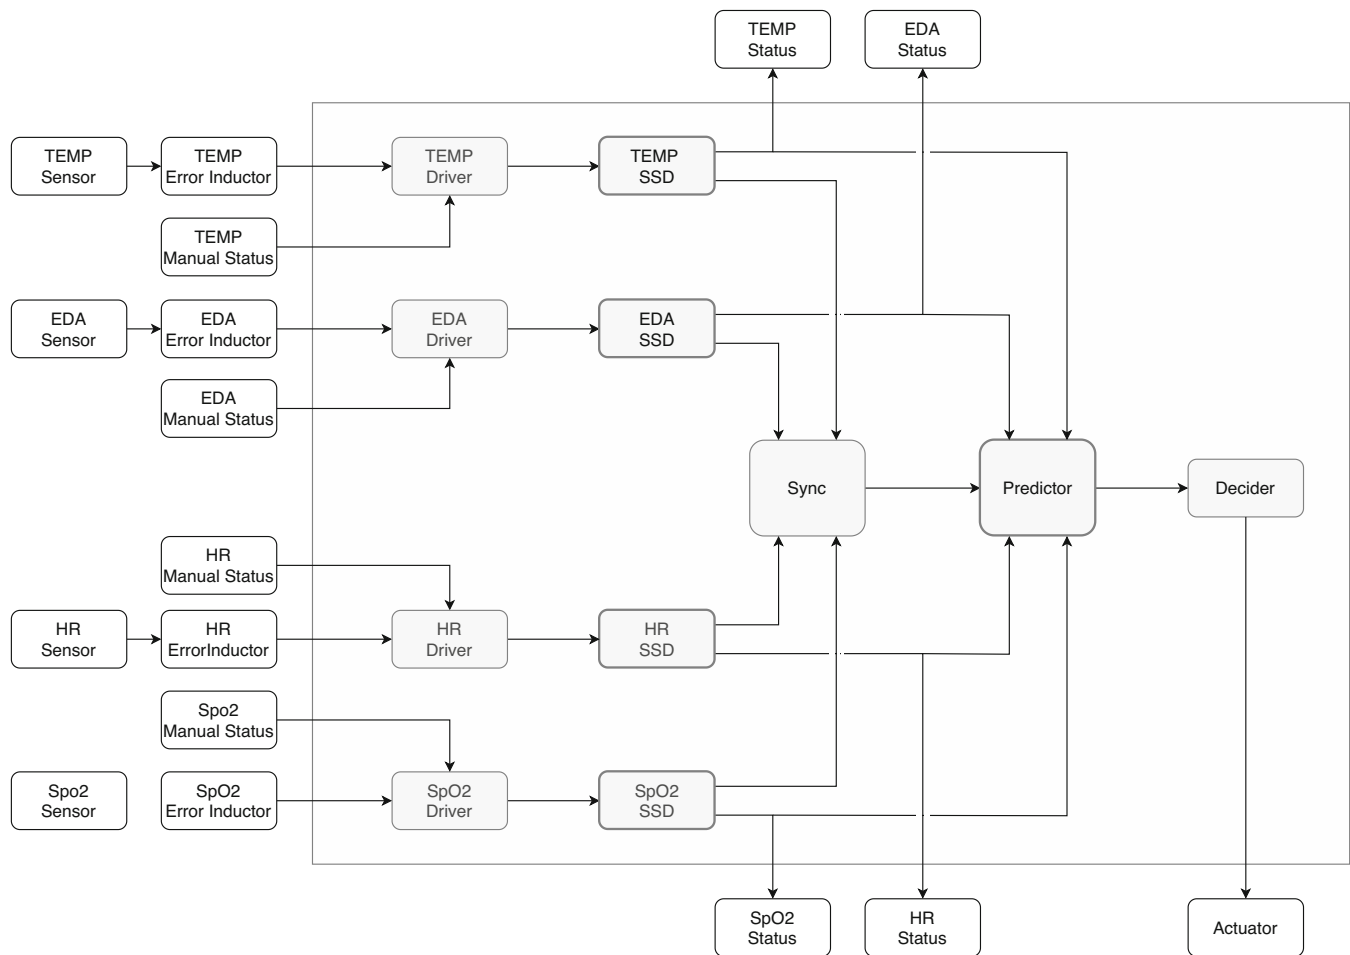 TEMP
Status
EDA
Status
TEMP
Sensor
TEMP
Error Inductor
TEMP
Driver
TEMP
SSD
TEMP
Manual Status
EDA
Sensor
EDA
Error Inductor
EDA
Driver
EDA
SSD
EDA
Manual Status
Sync
Predictor
Decider
HR
Manual Status
HR
Sensor
HR
ErrorInductor
HR
Driver
HR
SSD
Spo2
Manual Status
Spo2
Sensor
SpO2
Error Inductor
SpO2
Driver
SpO2
SSD
SpO2
Status
HR
Status
Actuator